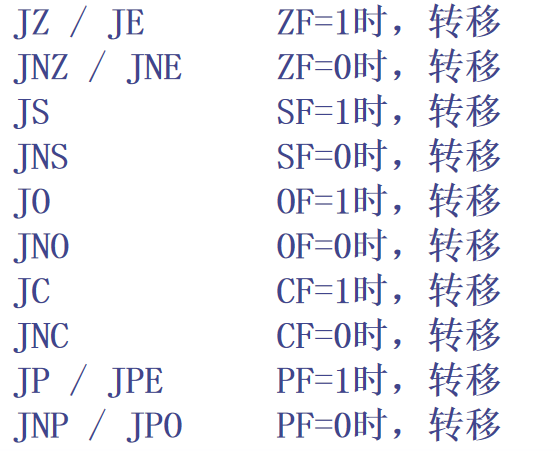 JZ / JE ZF=1时，转移
JNZ / JNE ZF=0时，转移
JS SF=1时，转移
JNS SF=0时，转移
JO OF=1时，转移
JNO OF=0时，转移
JC CF=1时，转移
JNC CF=0时，转移
JP / JPE PF=1时，转移
JNP / JPO PF=0时，转移